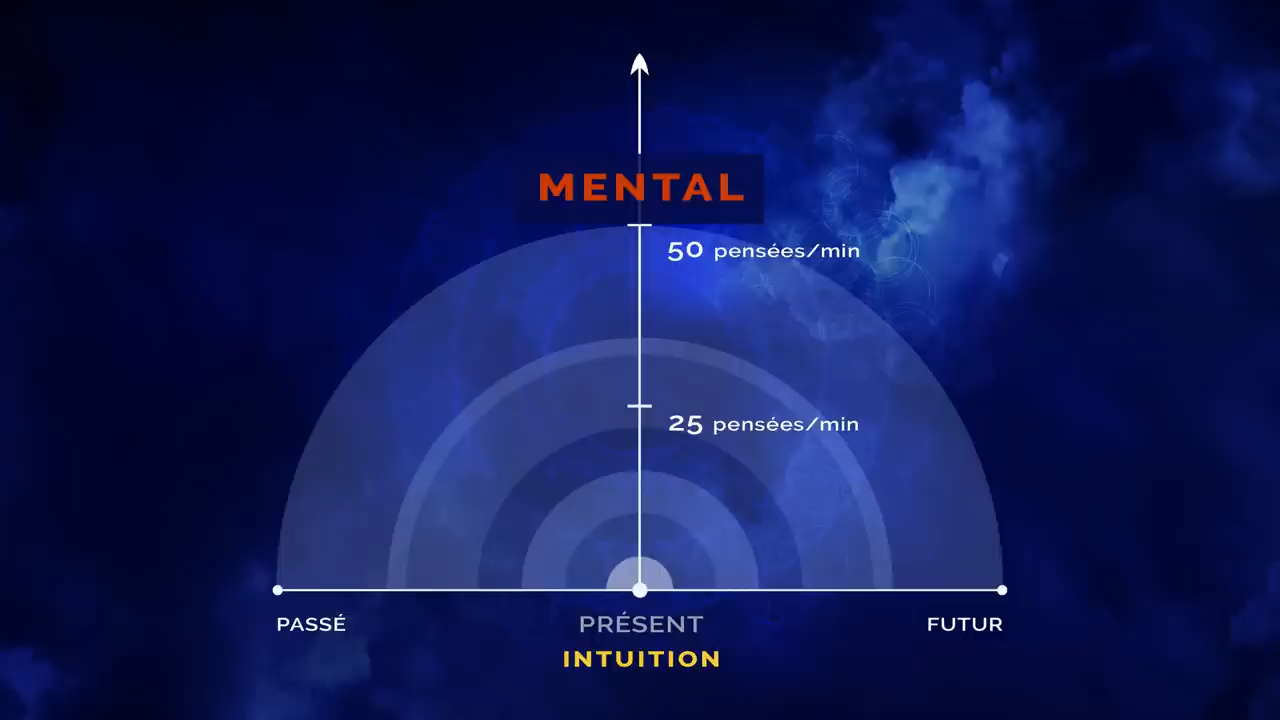 MENTAL
50 pensées/min
25 pensées/min
PASSÉ
PRÉSENT
FUTUR
INTUITION